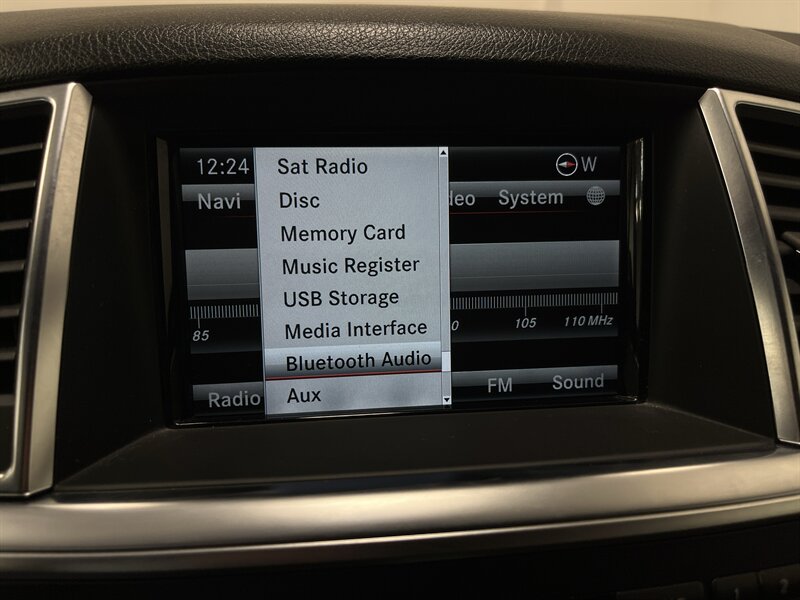 12:24
W
Navi
deo
System
Sat Radio
Disc
Memory Card
Music Register
USB Storage
Media Interface
Bluetooth Audio
Aux
85
0
105
110 MHz
Radio
FM
Sound